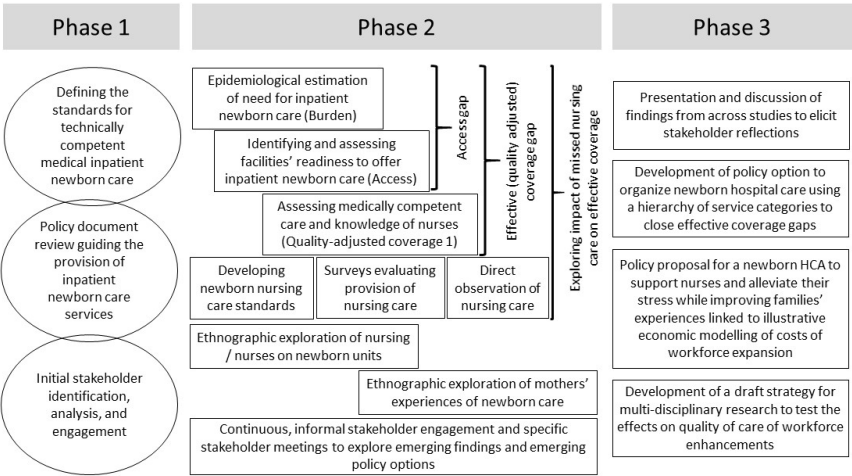 Phase 1
Phase 2
Phase 3
Defining the
standards for
technically
competent
medical inpatient
newborn care
Policy document
review guiding the
provision of
inpatient
newborn care
services
Initial stakeholder
identification,
analysis, and
engagement
Epidemiological estimation
of need for inpatient
newborn care (Burden)
Identifying and assessing
facilities’ readiness to offer
inpatient newborn care (Access)
Assessing medically competent
care and knowledge of nurses
(Quality-adjusted coverage 1)
Access gap
Effective (quality adjusted)
coverage gap
Exploring impact of missed nursing
care on effective coverage
Developing
newborn nursing
care standards
Surveys evaluating
provision of
nursing care
Direct
observation of
nursing care
Ethnographic exploration of nursing
/ nurses on newborn units
Ethnographic exploration of mothers’
experiences of newborn care
Continuous, informal stakeholder engagement and specific
stakeholder meetings to explore emerging findings and emerging
policy options
Presentation and discussion of
findings from across studies to elicit
stakeholder reflections
Development of policy option to
organize newborn hospital care using
a hierarchy of service categories to
close effective coverage gaps
Policy proposal for a newborn HCA to
support nurses and alleviate their
stress while improving families’
experiences linked to illustrative
economic modelling of costs of
workforce expansion
Development of a draft strategy for
multi-disciplinary research to test the
effects on quality of care of workforce
enhancements